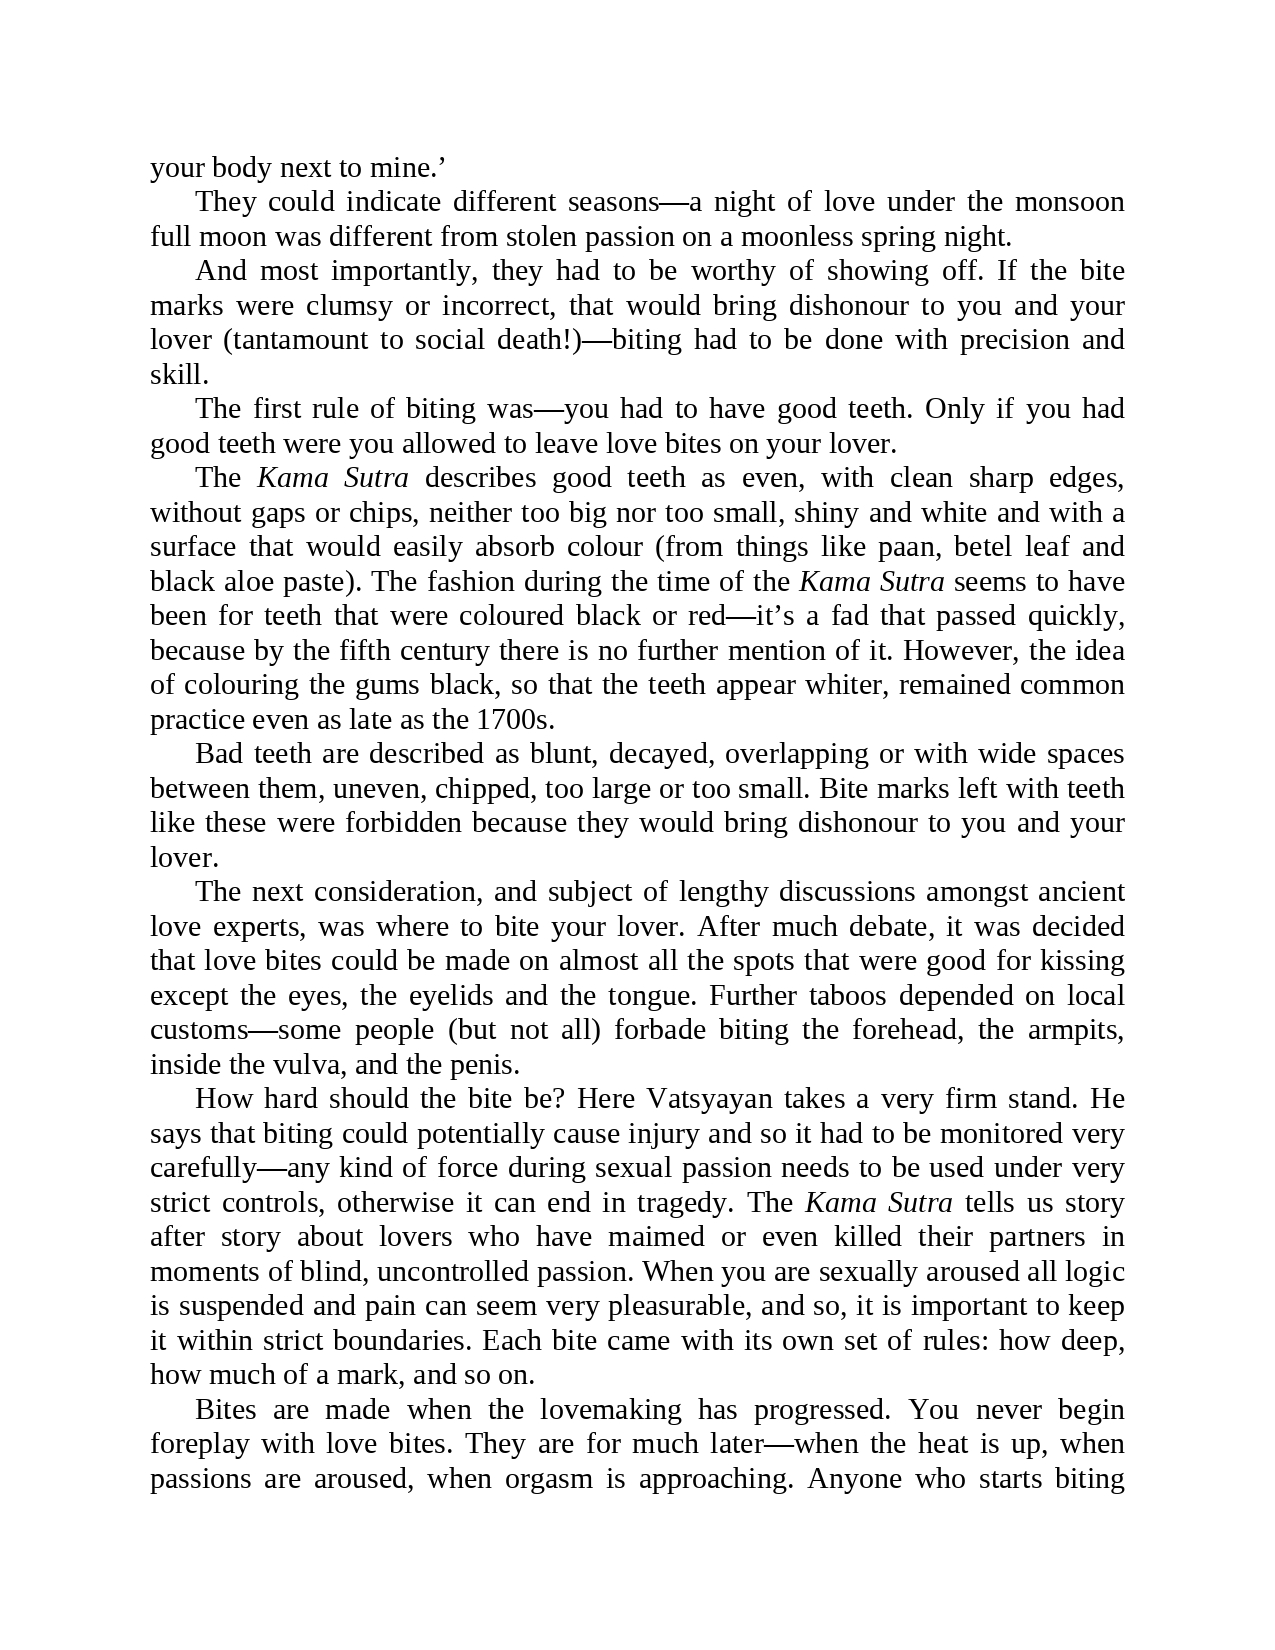 your body next to mine.’
They could indicate different seasons—a night of love under the monsoon
full moon was different from stolen passion on a moonless spring night.
And most importantly, they had to be worthy of showing off. If the bite
marks were clumsy or incorrect, that would bring dishonour to you and your
lover (tantamount to social death!)—biting had to be done with precision and
skill.
The first rule of biting was—you had to have good teeth. Only if you had
good teeth were you allowed to leave love bites on your lover.
The Kama Sutra describes good teeth as even, with clean sharp edges,
without gaps or chips, neither too big nor too small, shiny and white and with a
surface that would easily absorb colour (from things like paan, betel leaf and
black aloe paste). The fashion during the time of the Kama Sutra seems to have
been for teeth that were coloured black or red—it’s a fad that passed quickly,
because by the fifth century there is no further mention of it. However, the idea
of colouring the gums black, so that the teeth appear whiter, remained common
practice even as late as the 1700s.
Bad teeth are described as blunt, decayed, overlapping or with wide spaces
between them, uneven, chipped, too large or too small. Bite marks left with teeth
like these were forbidden because they would bring dishonour to you and your
lover.
The next consideration, and subject of lengthy discussions amongst ancient
love experts, was where to bite your lover. After much debate, it was decided
that love bites could be made on almost all the spots that were good for kissing
except the eyes, the eyelids and the tongue. Further taboos depended on local
customs—some people (but not all) forbade biting the forehead, the armpits,
inside the vulva, and the penis.
How hard should the bite be? Here Vatsyayan takes a very firm stand. He
says that biting could potentially cause injury and so it had to be monitored very
carefully—any kind of force during sexual passion needs to be used under very
strict controls, otherwise it can end in tragedy. The Kama Sutra tells us story
after story about lovers who have maimed or even killed their partners in
moments of blind, uncontrolled passion. When you are sexually aroused all logic
is suspended and pain can seem very pleasurable, and so, it is important to keep
it within strict boundaries. Each bite came with its own set of rules: how deep,
how much of a mark, and so on.
Bites are made when the lovemaking has progressed. You never begin
foreplay with love bites. They are for much later—when the heat is up, when
passions are aroused, when orgasm is approaching. Anyone who starts biting